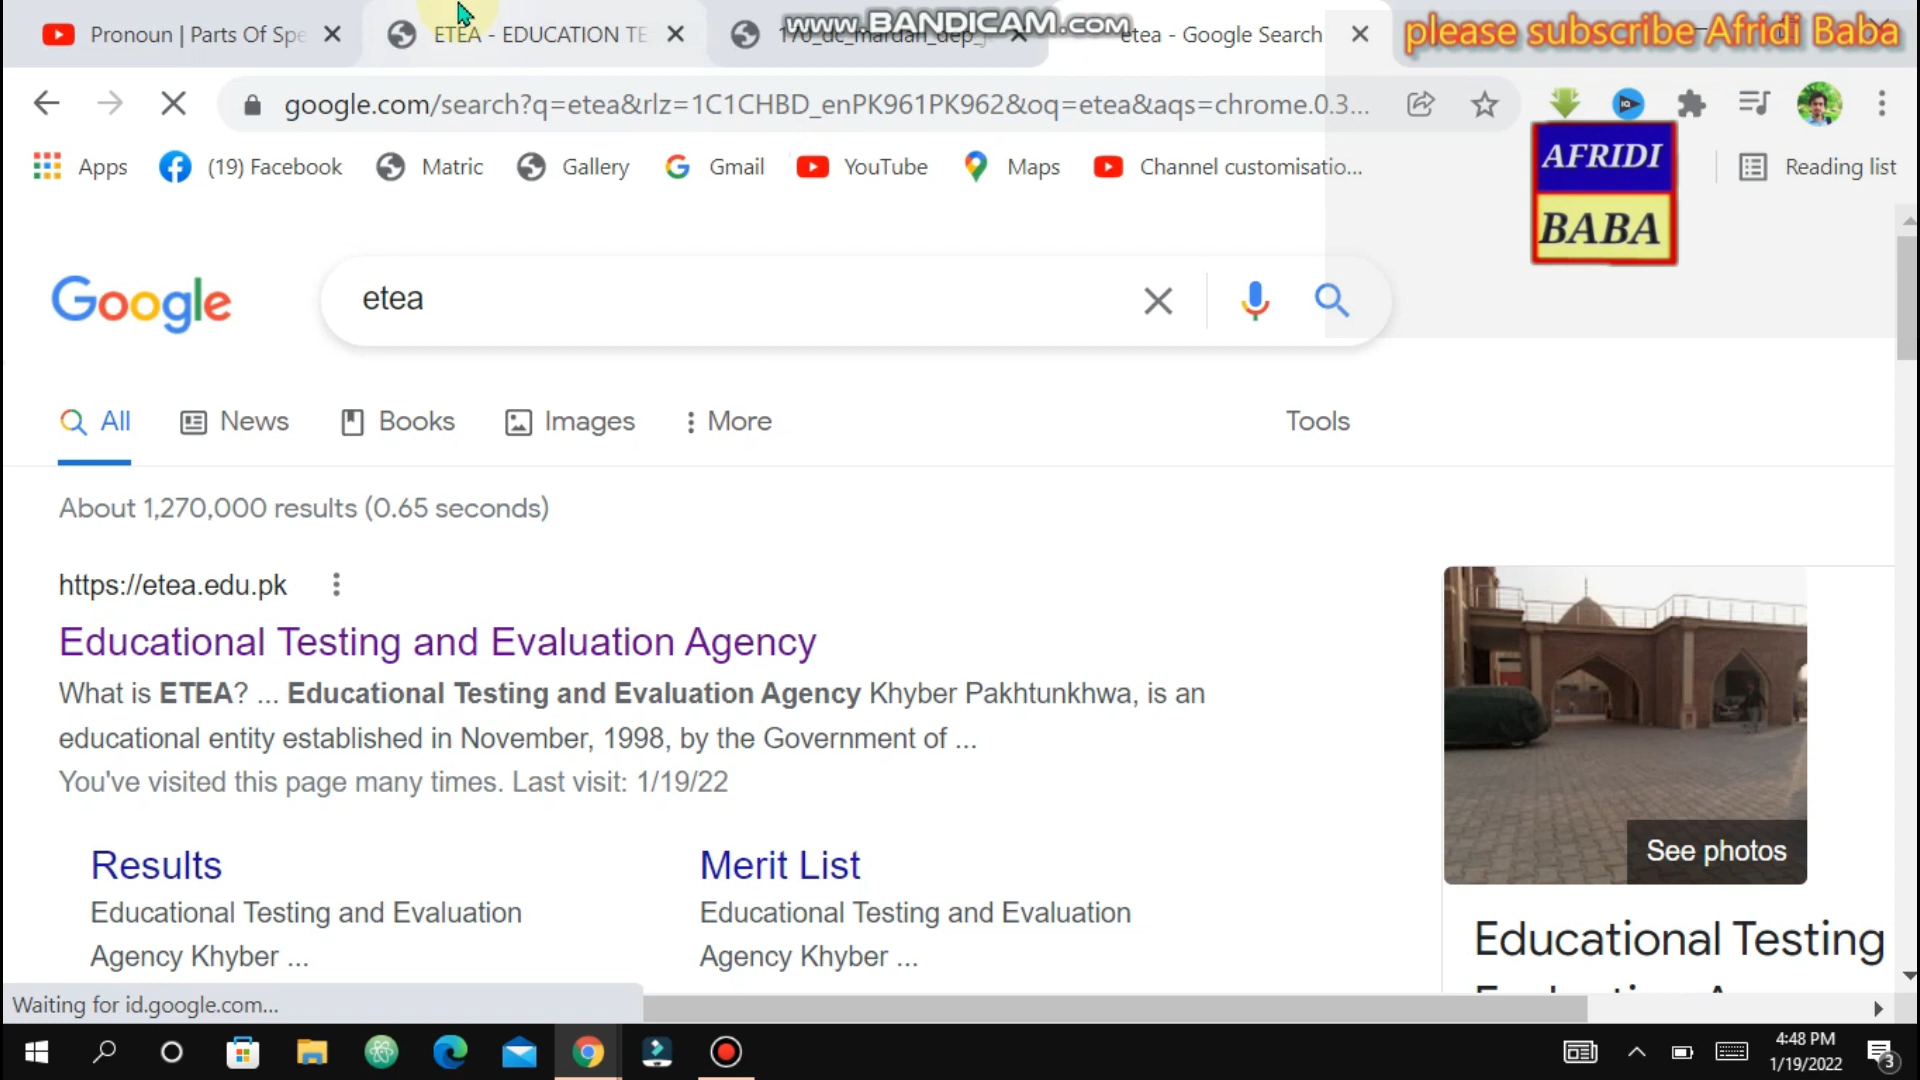 Pronoun | Parts Of Spe
ETEA - EDUCATION TE
170_dc_mardan_dep_
www.BANDICAM.com
etea - Google Search
please subscribe Afridi Baba
google.com/search?q=etea&rlz=1C1CHBD_enPK961PK962&oq=etea&aqs=chrome.0.3...
Apps
(19) Facebook
Matric
Gallery
Gmail
YouTube
Maps
Channel customisatio...
AFRIDI
BABA
Reading list
Google
etea
All
News
Books
Images
More
Tools
About 1,270,000 results (0.65 seconds)
https://etea.edu.pk
Educational Testing and Evaluation Agency
What is ETEA? ... Educational Testing and Evaluation Agency Khyber Pakhtunkhwa, is an
educational entity established in November, 1998, by the Government of ...
You've visited this page many times. Last visit: 1/19/22
Results
Educational Testing and Evaluation
Agency Khyber ...
Merit List
Educational Testing and Evaluation
Agency Khyber ...
See photos
Educational Testing
Waiting for id.google.com...
4:48 PM
1/19/2022
3